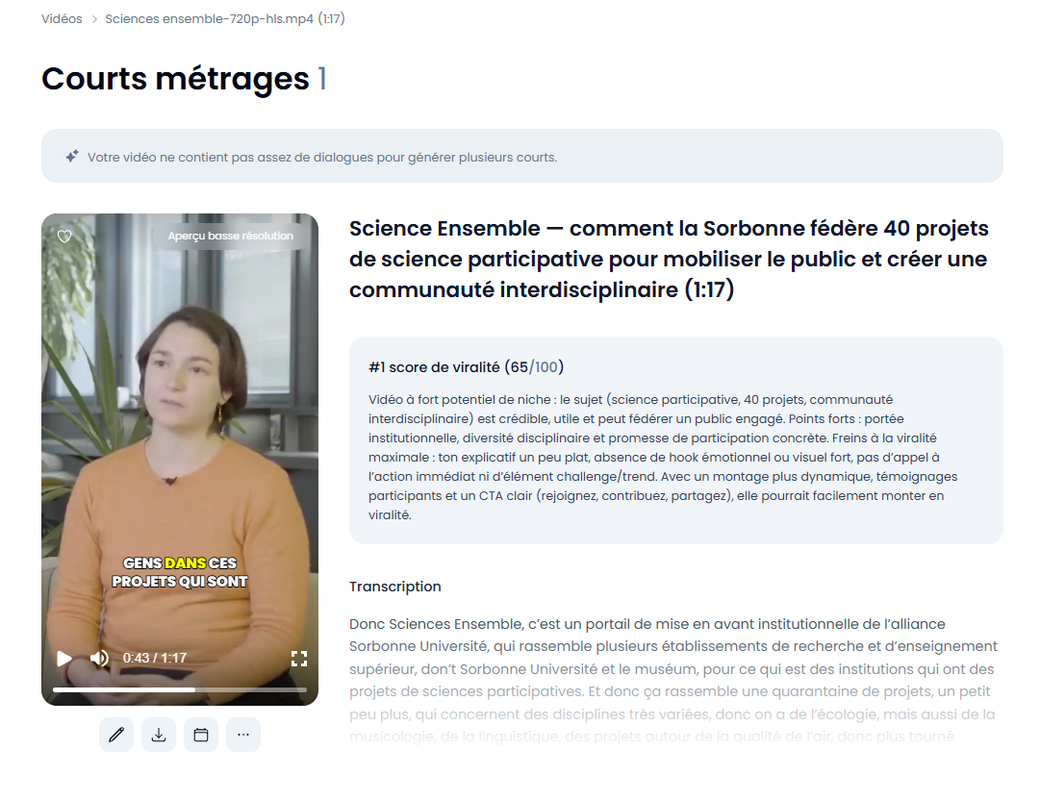 Vidéos > Sciences ensemble-720p-hls.mp4 (1:17)
Courts métrages 1
Votre vidéo ne contient pas assez de dialogues pour générer plusieurs courts.
Aperçu basse résolution
GENS DANS CES
PROJETS QUI SONT
0:43 / 1:17
Science Ensemble — comment la Sorbonne fédère 40 projets
de science participative pour mobiliser le public et créer une
communauté interdisciplinaire (1:17)
#1 score de viralité (65/100)
Vidéo à fort potentiel de niche : le sujet (science participative, 40 projets, communauté
interdisciplinaire) est crédible, utile et peut fédérer un public engagé. Points forts : portée
institutionnelle, diversité disciplinaire et promesse de participation concrète. Freins à la viralité
maximale : ton explicatif un peu plat, absence de hook émotionnel ou visuel fort, pas d’appel à
l’action immédiat ni d’élément challenge/trend. Avec un montage plus dynamique, témoignages
participants et un CTA clair (rejoignez, contribuez, partagez), elle pourrait facilement monter en
viralité.
Transcription
Donc Sciences Ensemble, c’est un portail de mise en avant institutionnelle de l’alliance
Sorbonne Université, qui rassemble plusieurs établissements de recherche et d’enseignement
supérieur, don’t Sorbonne Université et le muséum, pour ce qui est des institutions qui ont des
projets de sciences participatives. Et donc ça rassemble une quarantaine de projets, un petit
peu plus, qui concernent des disciplines très variées, donc on a de l’écologie, mais aussi de la
musicologie, de la linguistique, des projets autour de la qualité de l’air, donc plus tourné